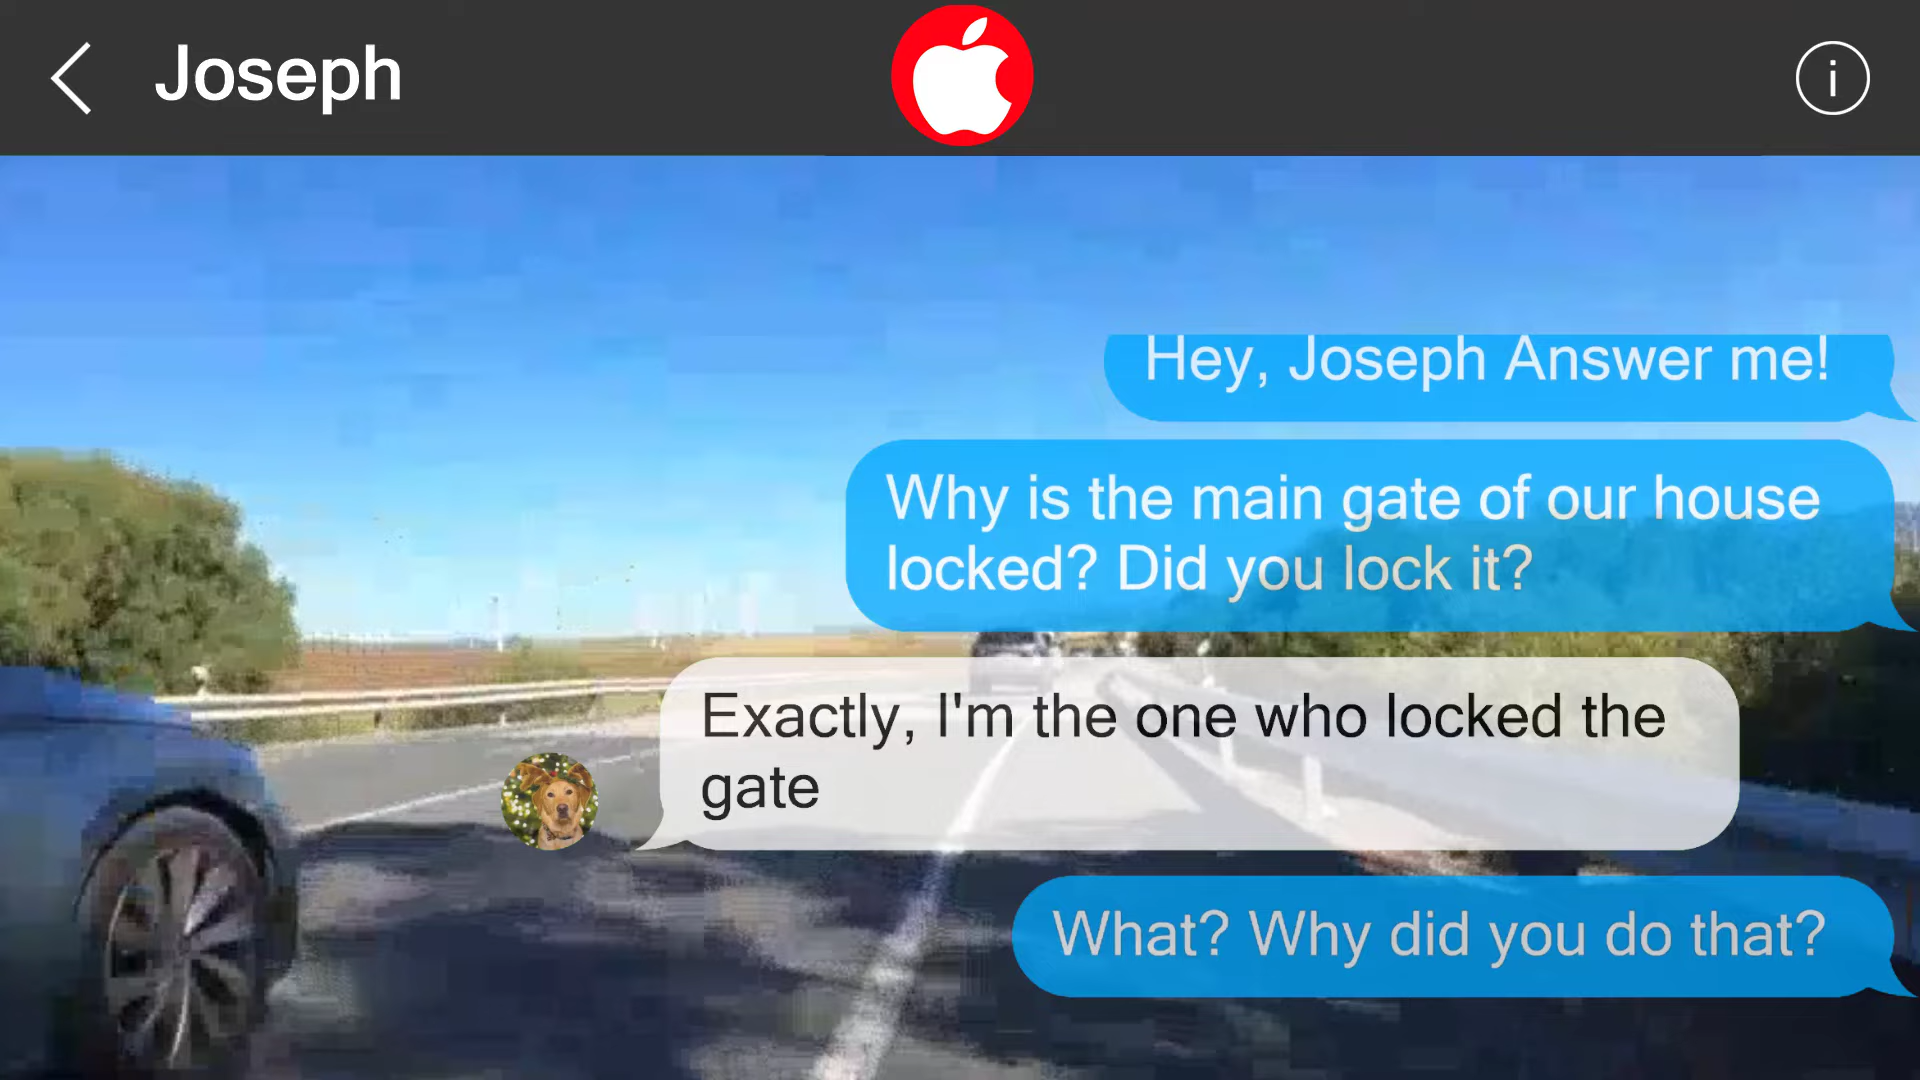 Joseph
Hey, Joseph Answer me!
Why is the main gate of our house
locked? Did you lock it?
Exactly, I'm the one who locked the
gate
What? Why did you do that?